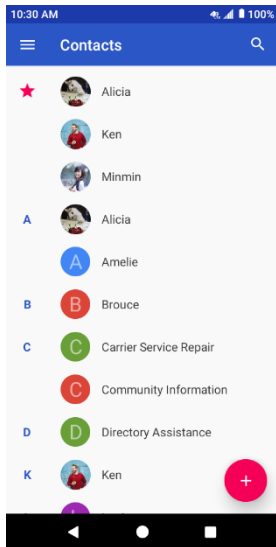 10:30 AM 100%
Contacts
Alicia
Ken
Minmin
A Alicia
A Amelie
B B Brouce
C C Carrier Service Repair
C Community Information
D D Directory Assistance
K Ken